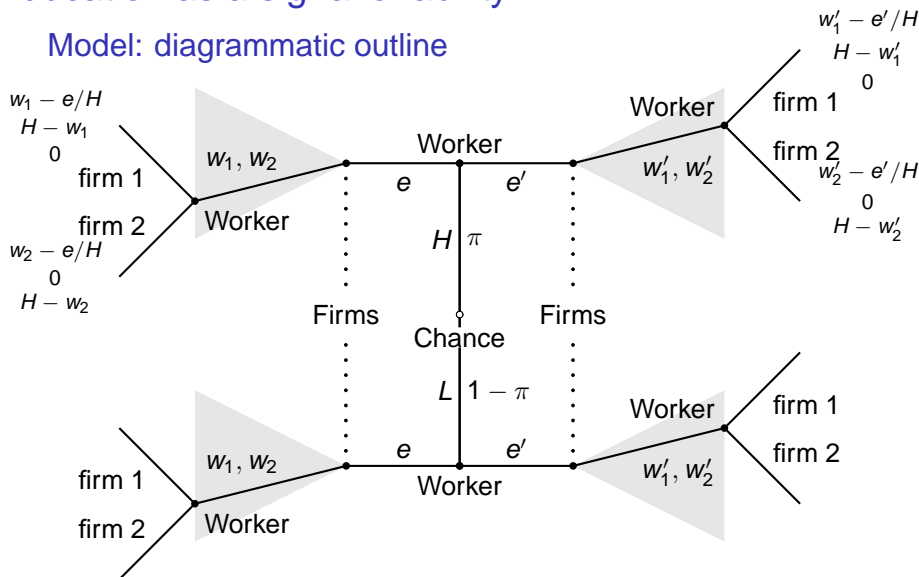 Model: diagrammatic outline
w₁ − e/H
H − w₁
0
firm 1
firm 2
w₂ − e/H
0
H − w₂
w₁, w₂
Worker
Worker
e
e′
H
π
Firms
Chance
Firms
L
1 − π
e
e′
Worker
Worker
w′₁, w′₂
w′₁ − e′/H
H − w′₁
0
firm 1
firm 2
w′₂ − e′/H
0
H − w′₂
firm 1
firm 2
w₁, w₂
Worker
Worker
w′₁, w′₂
firm 1
firm 2